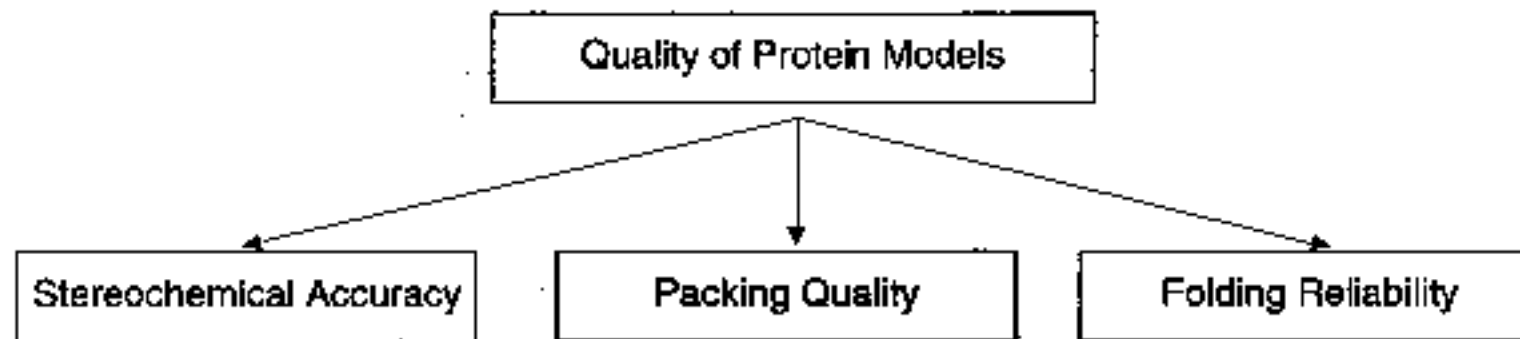 Quality of Protein Models
Stereochemical Accuracy
Packing Quality
Folding Reliability